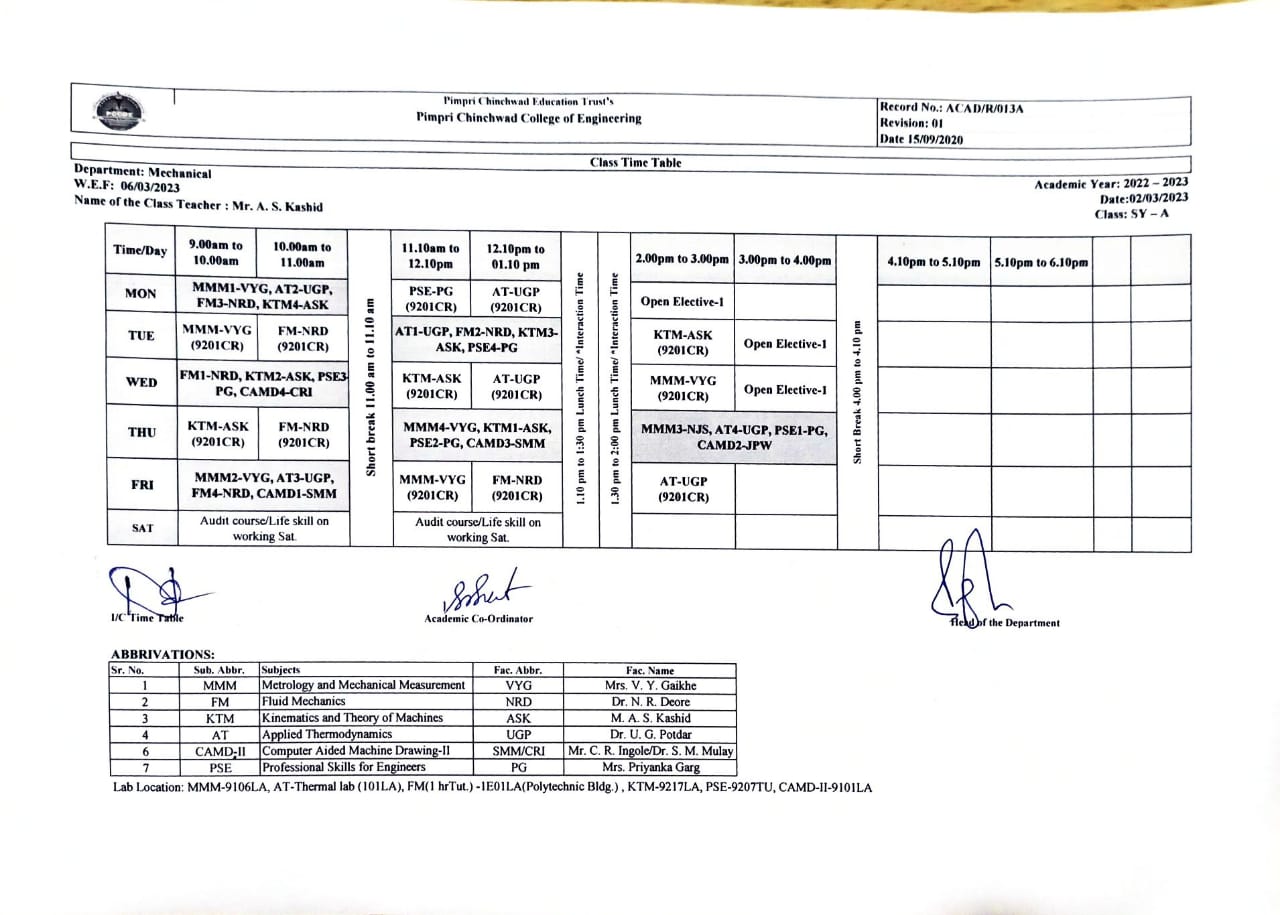 Pimpri Chinchwad Education Trust's
Pimpri Chinchwad College of Engineering
Record No.: ACAD/R/013A
Revision: 01
Date 15/09/2020
Class Time Table
Department: Mechanical
W.E.F: 06/03/2023
Name of the Class Teacher : Mr. A. S. Kashid
Academic Year: 2022 – 2023
Date:02/03/2023
Class: SY – A
Time/Day
9.00am to
10.00am
10.00am to
11.00am
Short break 11.00 am to 11.10 am
11.10am to
12.10pm
12.10pm to
01.10 pm
1.10 pm to 1:30 pm Lunch Time/ *Interaction Time
1.30 pm to 2:00 pm Lunch Time/ *Interaction Time
2.00pm to 3.00pm
3.00pm to 4.00pm
Short Break 4.00 pm to 4.10 pm
4.10pm to 5.10pm
5.10pm to 6.10pm
MON
MMM1-VYG, AT2-UGP,
FM3-NRD, KTM4-ASK
PSE-PG
(9201CR)
AT-UGP
(9201CR)
Open Elective-1
TUE
MMM-VYG
(9201CR)
FM-NRD
(9201CR)
AT1-UGP, FM2-NRD, KTM3-
ASK, PSE4-PG
KTM-ASK
(9201CR)
Open Elective-1
WED
FM1-NRD, KTM2-ASK, PSE3-
PG, CAMD4-CRI
KTM-ASK
(9201CR)
AT-UGP
(9201CR)
MMM-VYG
(9201CR)
Open Elective-1
THU
KTM-ASK
(9201CR)
FM-NRD
(9201CR)
MMM4-VYG, KTM1-ASK,
PSE2-PG, CAMD3-SMM
MMM3-NJS, AT4-UGP, PSE1-PG,
CAMD2-JPW
FRI
MMM2-VYG, AT3-UGP,
FM4-NRD, CAMD1-SMM
MMM-VYG
(9201CR)
FM-NRD
(9201CR)
AT-UGP
(9201CR)
SAT
Audit course/Life skill on
working Sat.
Audit course/Life skill on
working Sat.
I/C Time Table
Academic Co-Ordinator
Head of the Department
ABBRIVATIONS:
Sr. No. Sub. Abbr. Subjects Fac. Abbr. Fac. Name
1 MMM Metrology and Mechanical Measurement VYG Mrs. V. Y. Gaikhe
2 FM Fluid Mechanics NRD Dr. N. R. Deore
3 KTM Kinematics and Theory of Machines ASK M. A. S. Kashid
4 AT Applied Thermodynamics UGP Dr. U. G. Potdar
6 CAMD-II Computer Aided Machine Drawing-II SMM/CRI Mr. C. R. Ingole/Dr. S. M. Mulay
7 PSE Professional Skills for Engineers PG Mrs. Priyanka Garg
Lab Location: MMM-9106LA, AT-Thermal lab (101LA), FM(1 hrTut.) -1E01LA(Polytechnic Bldg.) , KTM-9217LA, PSE-9207TU, CAMD-II-9101LA